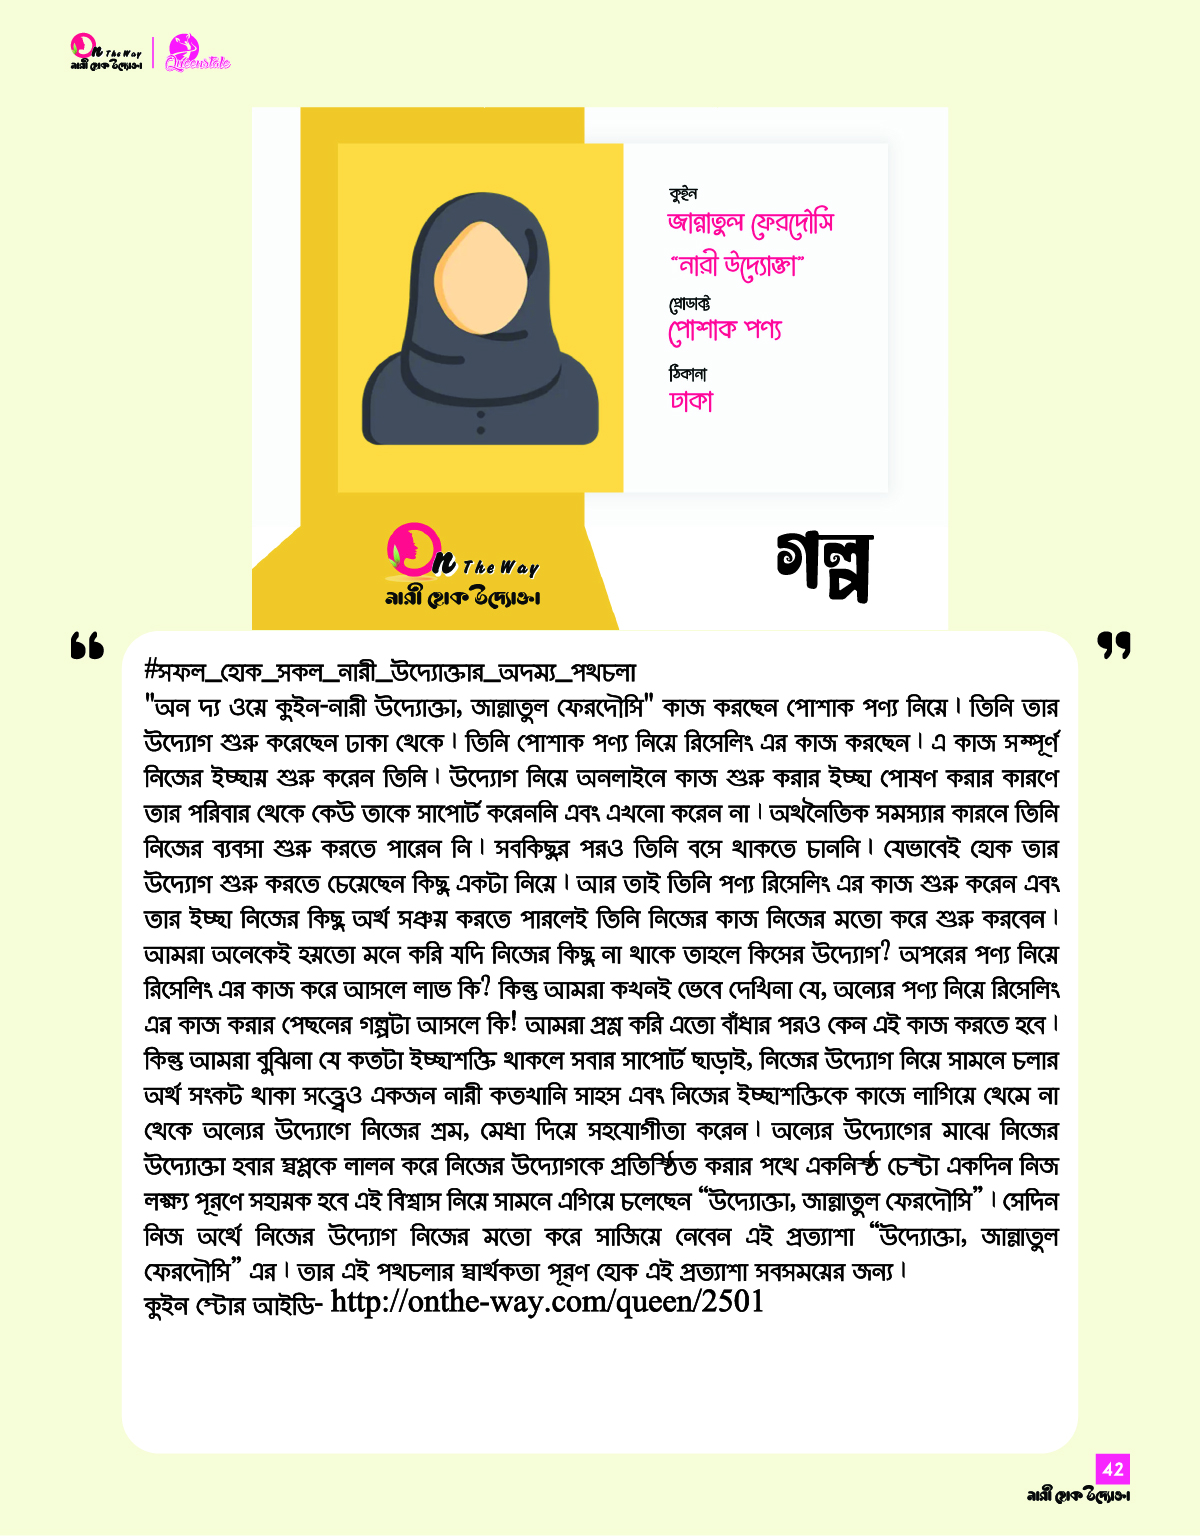 On The Way
নারী হোক উদ্যোক্তা
Queenstale
কুইন
জান্নাতুল ফেরদৌসি
“নারী উদ্যোক্তা”
প্রোডাক্ট
পোশাক পণ্য
ঠিকানা
ঢাকা
On The Way
নারী হোক উদ্যোক্তা
গল্প
“
”
#সফল_হোক_সকল_নারী_উদ্যোক্তার_অদম্য_পথচলা
"অন দ্য ওয়ে কুইন-নারী উদ্যোক্তা, জান্নাতুল ফেরদৌসি" কাজ করছেন পোশাক পণ্য নিয়ে। তিনি তার
উদ্যোগ শুরু করেছেন ঢাকা থেকে। তিনি পোশাক পণ্য নিয়ে রিসেলিং এর কাজ করছেন। এ কাজ সম্পূর্ণ
নিজের ইচ্ছায় শুরু করেন তিনি। উদ্যোগ নিয়ে অনলাইনে কাজ শুরু করার ইচ্ছা পোষণ করার কারণে
তার পরিবার থেকে কেউ তাকে সাপোর্ট করেননি এবং এখনো করেন না। অর্থনৈতিক সমস্যার কারনে তিনি
নিজের ব্যবসা শুরু করতে পারেন নি। সবকিছুর পরও তিনি বসে থাকতে চাননি। যেভাবেই হোক তার
উদ্যোগ শুরু করতে চেয়েছেন কিছু একটা নিয়ে। আর তাই তিনি পণ্য রিসেলিং এর কাজ শুরু করেন এবং
তার ইচ্ছা নিজের কিছু অর্থ সঞ্চয় করতে পারলেই তিনি নিজের কাজ নিজের মতো করে শুরু করবেন।
আমরা অনেকেই হয়তো মনে করি যদি নিজের কিছু না থাকে তাহলে কিসের উদ্যোগ? অপরের পণ্য নিয়ে
রিসেলিং এর কাজ করে আসলে লাভ কি? কিন্তু আমরা কখনই ভেবে দেখিনা যে, অন্যের পণ্য নিয়ে রিসেলিং
এর কাজ করার পেছনের গল্পটা আসলে কি! আমরা প্রশ্ন করি এতো বাঁধার পরও কেন এই কাজ করতে হবে।
কিন্তু আমরা বুঝিনা যে কতটা ইচ্ছাশক্তি থাকলে সবার সাপোর্ট ছাড়াই, নিজের উদ্যোগ নিয়ে সামনে চলার
অর্থ সংকট থাকা সত্ত্বেও একজন নারী কতখানি সাহস এবং নিজের ইচ্ছাশক্তিকে কাজে লাগিয়ে থেমে না
থেকে অন্যের উদ্যোগে নিজের শ্রম, মেধা দিয়ে সহযোগীতা করেন। অন্যের উদ্যোগের মাঝে নিজের
উদ্যোক্তা হবার স্বপ্নকে লালন করে নিজের উদ্যোগকে প্রতিস্ঠিত করার পথে একনিস্ঠ চেস্টা একদিন নিজ
লক্ষ্য পূরণে সহায়ক হবে এই বিশ্বাস নিয়ে সামনে এগিয়ে চলেছেন “উদ্যোক্তা, জান্নাতুল ফেরদৌসি”। সেদিন
নিজ অর্থে নিজের উদ্যোগ নিজের মতো করে সাজিয়ে নেবেন এই প্রত্যাশা “উদ্যোক্তা, জান্নাতুল
ফেরদৌসি” এর। তার এই পথচলার স্বার্থকতা পূরণ হোক এই প্রত্যাশা সবসময়ের জন্য।
কুইন স্টোর আইডি- http://onthe-way.com/queen/2501
42
নারী হোক উদ্যোক্তা